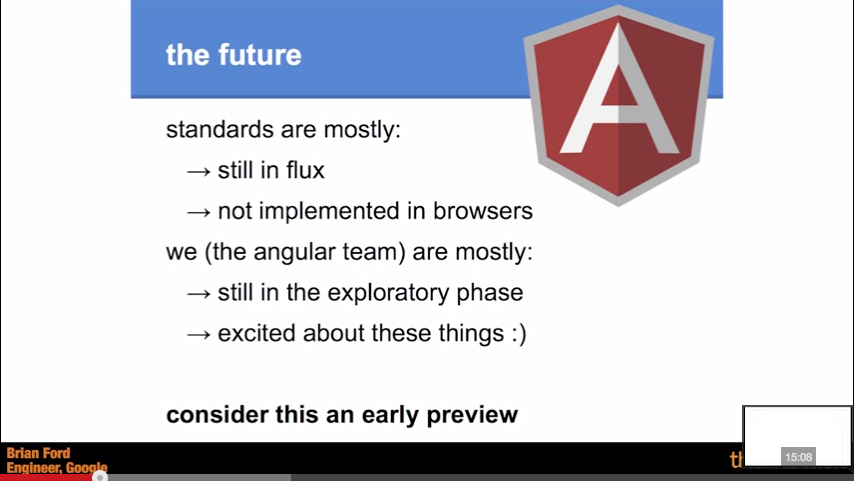 the future
standards are mostly:
→ still in flux
→ not implemented in browsers
we (the angular team) are mostly:
→ still in the exploratory phase
→ excited about these things :)
consider this an early preview
Brian Ford
Engineer, Google
15:08